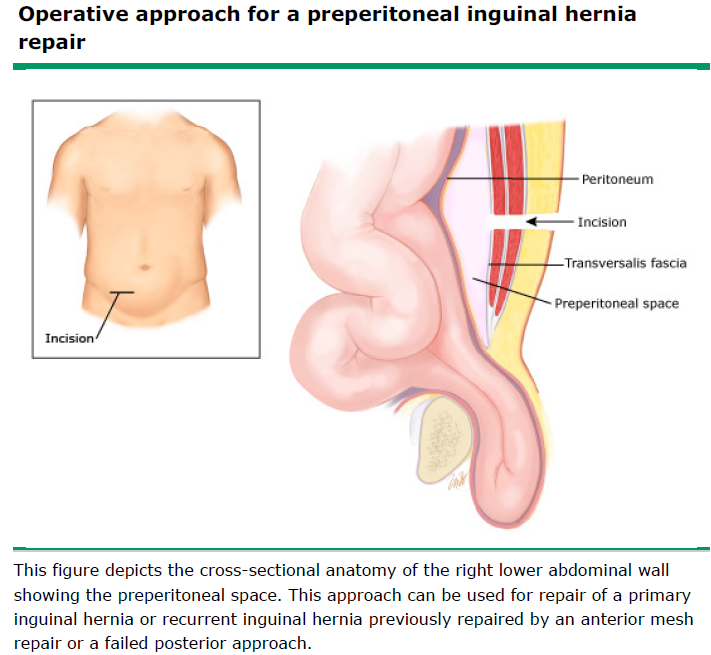 Operative approach for a preperitoneal inguinal hernia
repair
Peritoneum
Incision
Transversalis fascia
Preperitoneal space
Incision
This figure depicts the cross-sectional anatomy of the right lower abdominal wall
showing the preperitoneal space. This approach can be used for repair of a primary
inguinal hernia or recurrent inguinal hernia previously repaired by an anterior mesh
repair or a failed posterior approach.